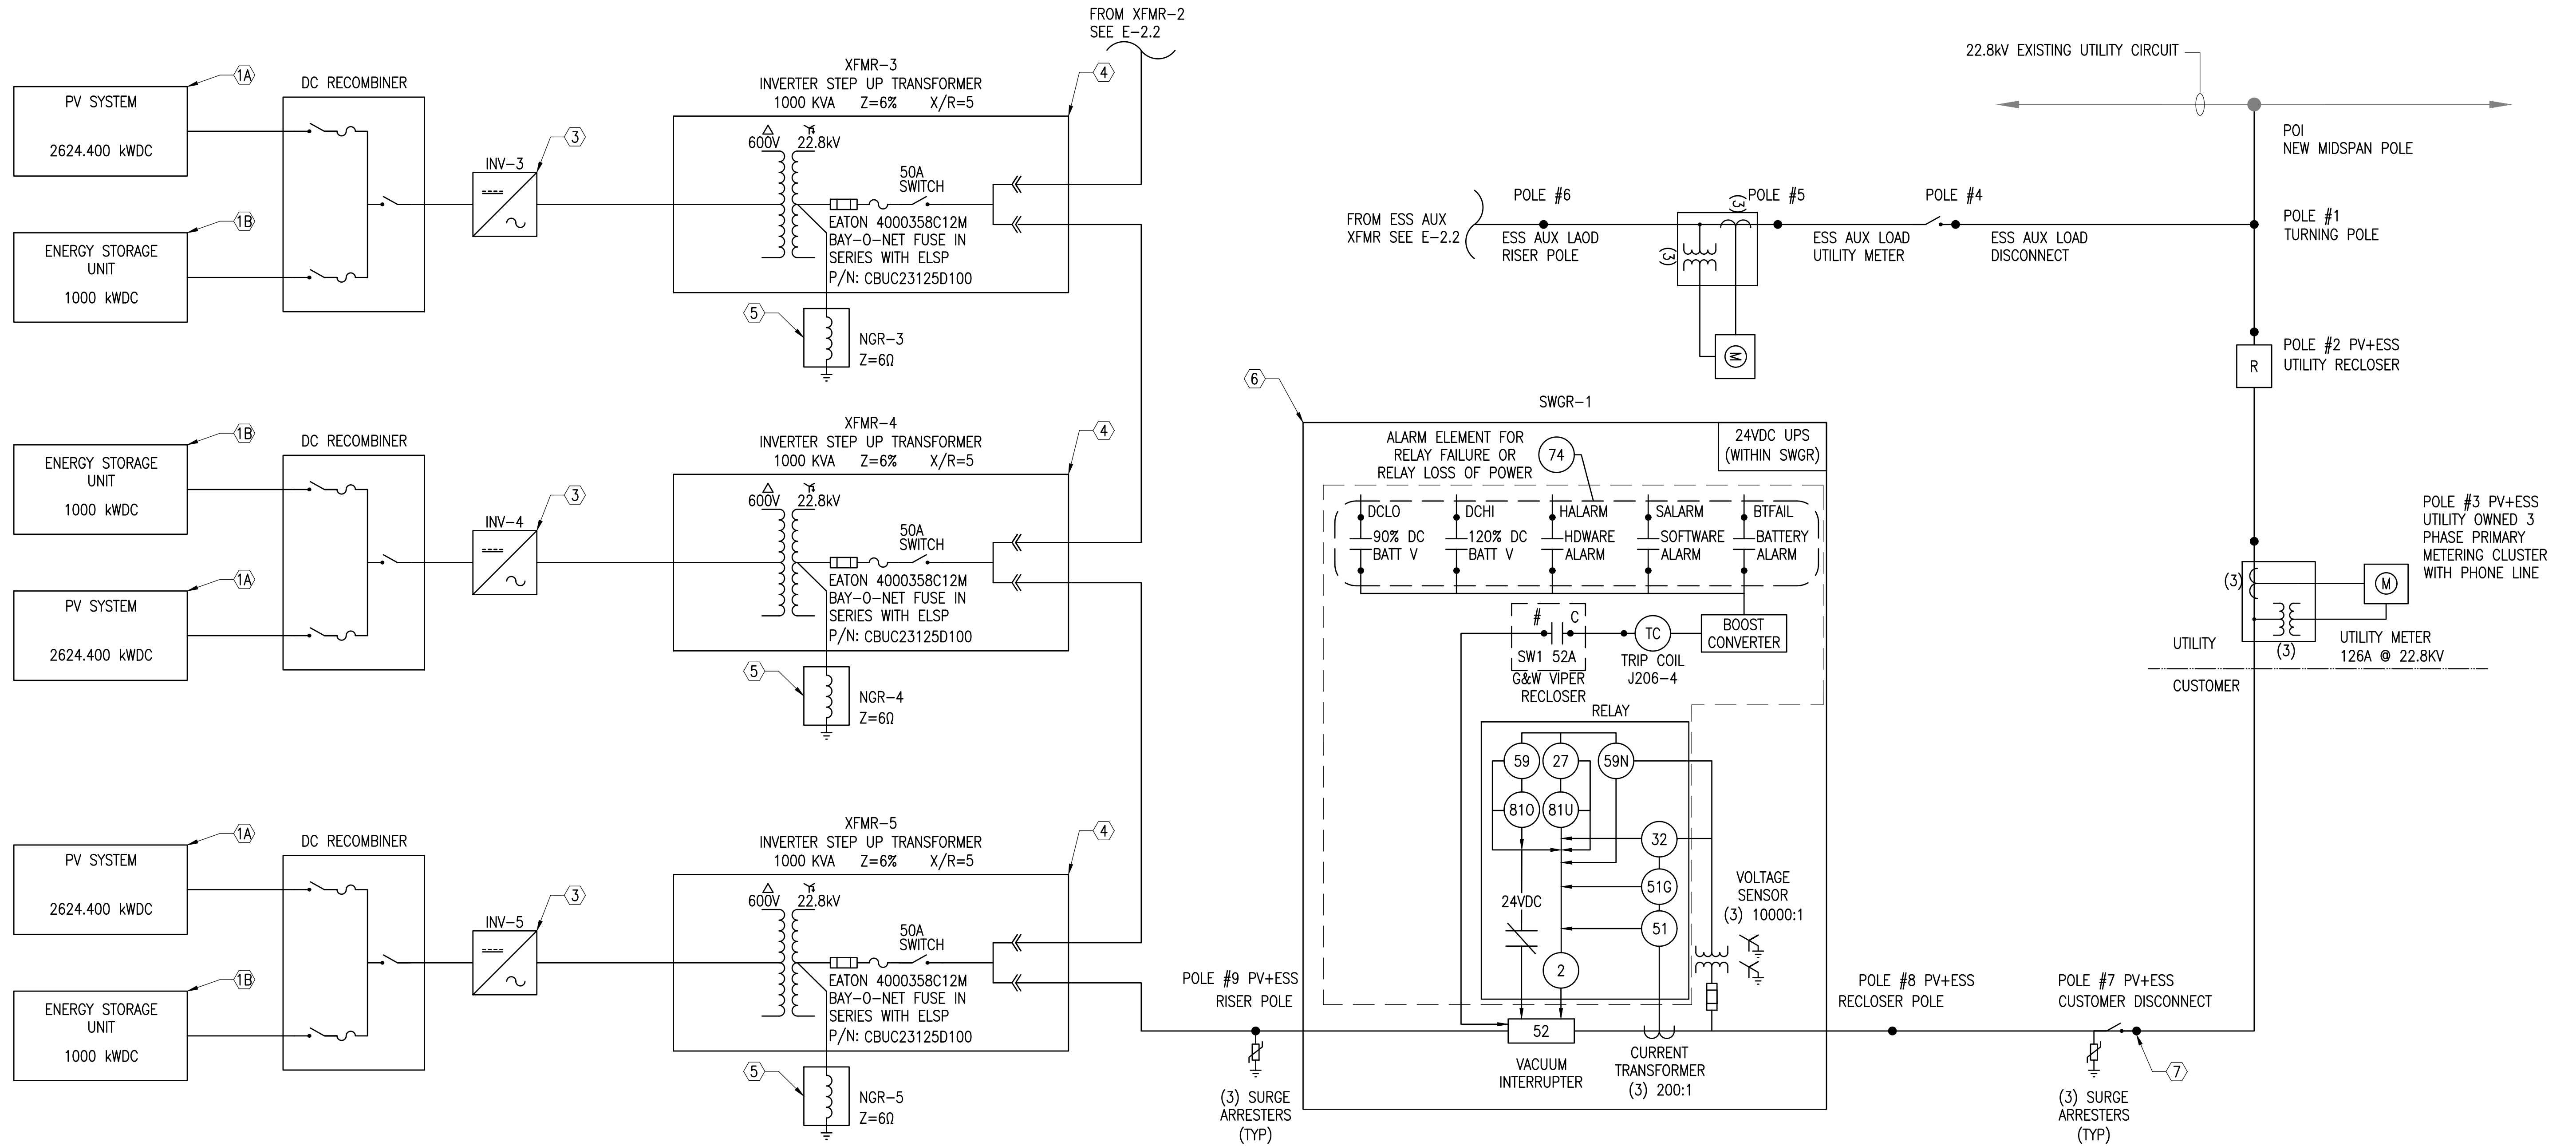 FROM XFMR-2
SEE E-2.2
1A
PV SYSTEM
2624.400 kWDC
1B
ENERGY STORAGE
UNIT
1000 kWDC
DC RECOMBINER
INV-3
3
XFMR-3
INVERTER STEP UP TRANSFORMER
1000 KVA Z=6% X/R=5
4
600V
22.8kV
50A
SWITCH
EATON 4000358C12M
BAY-O-NET FUSE IN
SERIES WITH ELSP
P/N: CBUC23125D100
5
NGR-3
Z=6Ω
1B
ENERGY STORAGE
UNIT
1000 kWDC
1A
PV SYSTEM
2624.400 kWDC
DC RECOMBINER
INV-4
3
XFMR-4
INVERTER STEP UP TRANSFORMER
1000 KVA Z=6% X/R=5
4
600V
22.8kV
50A
SWITCH
EATON 4000358C12M
BAY-O-NET FUSE IN
SERIES WITH ELSP
P/N: CBUC23125D100
5
NGR-4
Z=6Ω
1A
PV SYSTEM
2624.400 kWDC
1B
ENERGY STORAGE
UNIT
1000 kWDC
DC RECOMBINER
INV-5
3
XFMR-5
INVERTER STEP UP TRANSFORMER
1000 KVA Z=6% X/R=5
4
600V
22.8kV
50A
SWITCH
EATON 4000358C12M
BAY-O-NET FUSE IN
SERIES WITH ELSP
P/N: CBUC23125D100
5
NGR-5
Z=6Ω
22.8kV EXISTING UTILITY CIRCUIT
POI
NEW MIDSPAN POLE
POLE #1
TURNING POLE
FROM ESS AUX
XFMR SEE E-2.2
POLE #6
ESS AUX LAOD
RISER POLE
(3)
(3)
M
POLE #5
ESS AUX LOAD
UTILITY METER
POLE #4
ESS AUX LOAD
DISCONNECT
R
POLE #2 PV+ESS
UTILITY RECLOSER
POLE #3 PV+ESS
UTILITY OWNED 3
PHASE PRIMARY
METERING CLUSTER
WITH PHONE LINE
(3)
M
(3)
UTILITY METER
126A @ 22.8KV
UTILITY
CUSTOMER
6
SWGR-1
24VDC UPS
(WITHIN SWGR)
ALARM ELEMENT FOR
RELAY FAILURE OR
RELAY LOSS OF POWER
74
DCLO
90% DC
BATT V
DCHI
120% DC
BATT V
HALARM
HDWARE
ALARM
SALARM
SOFTWARE
ALARM
BTFAIL
BATTERY
ALARM
# C
SW1 52A
G&W VIPER
RECLOSER
TC
TRIP COIL
J206-4
BOOST
CONVERTER
RELAY
59
27
59N
81O
81U
32
51G
51
24VDC
2
VOLTAGE
SENSOR
(3) 10000:1
52
VACUUM
INTERRUPTER
CURRENT
TRANSFORMER
(3) 200:1
POLE #9 PV+ESS
RISER POLE
(3) SURGE
ARRESTERS
(TYP)
POLE #8 PV+ESS
RECLOSER POLE
POLE #7 PV+ESS
CUSTOMER DISCONNECT
7
(3) SURGE
ARRESTERS
(TYP)